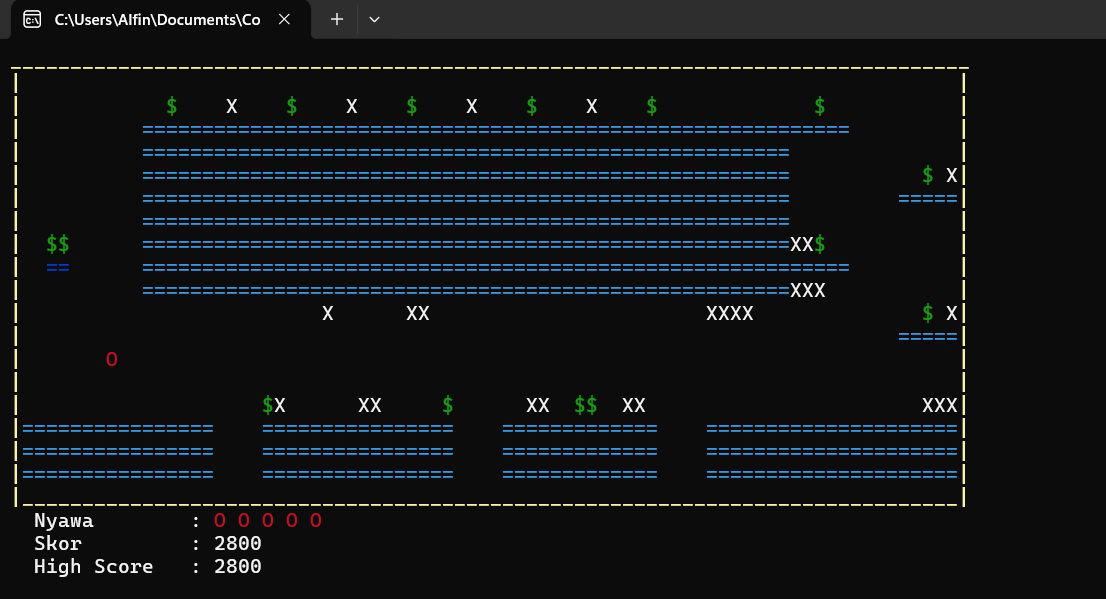 C:\Users\Alfin\Documents\Co
--------------------------------------------------------------------------------
|                                                                              |
|            $    X    $    X    $    X    $    X    $             $           |
|          ===========================================================         |
|          ======================================================              |
|          ======================================================           $ X|
|          ======================================================         =====|
|          ======================================================              |
|  $$      ======================================================XX$           |
|  ==      ===========================================================         |
|          ======================================================XXX           |
|                         X      XX                       XXXX              $ X|
|                                                                         =====|
|       O                                                                      |
|                                                                              |
|                    $X      XX     $      XX  $$  XX                       XXX|
|================    ================    =============    =====================|
|================    ================    =============    =====================|
|================    ================    =============    =====================|
|------------------------------------------------------------------------------|
Nyawa : O O O O O
Skor : 2800
High Score : 2800